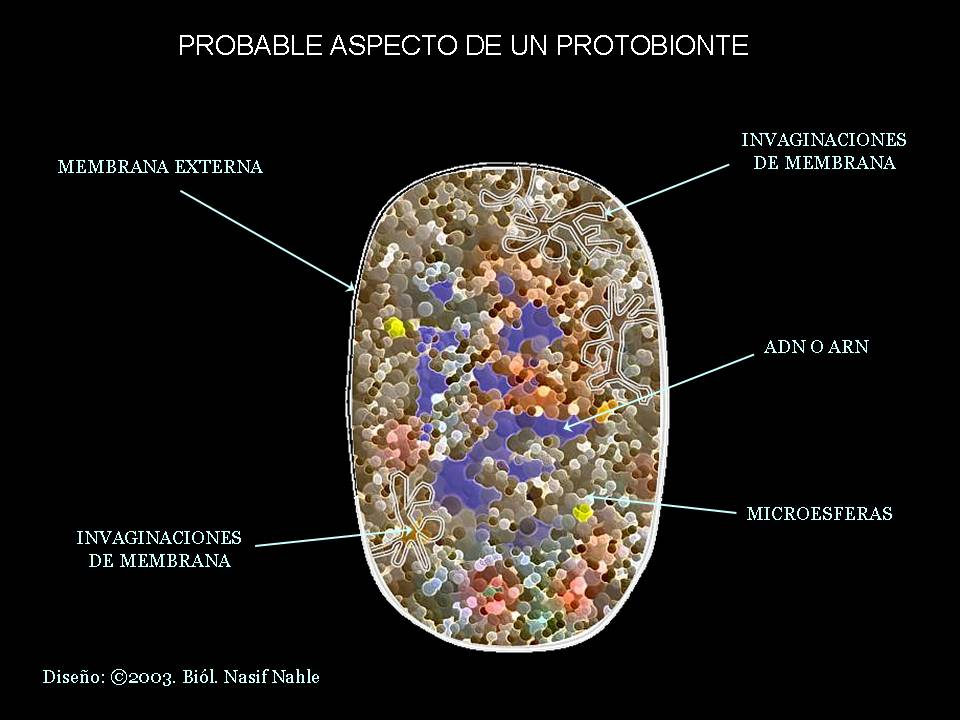 PROBABLE ASPECTO DE UN PROTOBIONTE
MEMBRANA EXTERNA
INVAGINACIONES
DE MEMBRANA
ADN O ARN
MICROESFERAS
INVAGINACIONES
DE MEMBRANA
Diseño: ©2003. Biól. Nasif Nahle